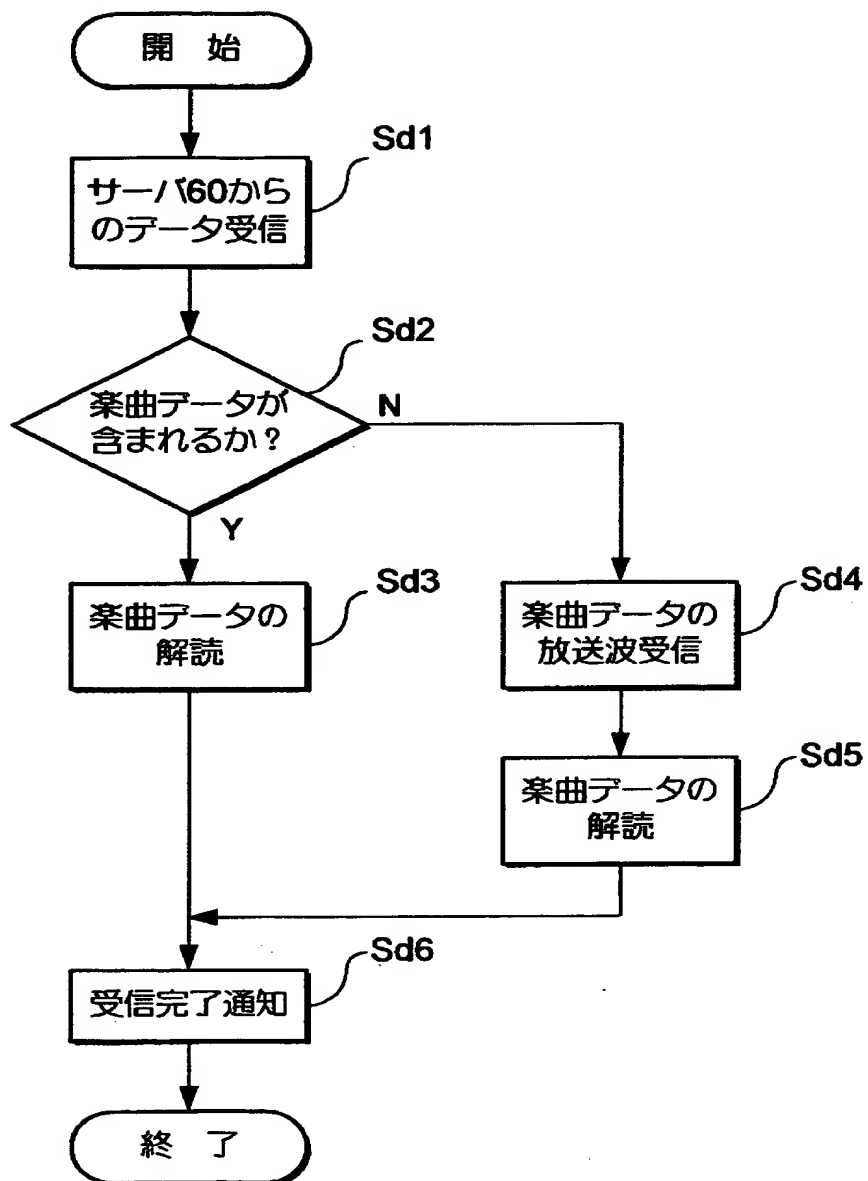 開 始
Sd1
サーバ60から
のデータ受信
Sd2
楽曲データが
含まれるか?
N
Y
Sd3
楽曲データの
解読
Sd4
楽曲データの
放送波受信
Sd5
楽曲データの
解読
Sd6
受信完了通知
終 了